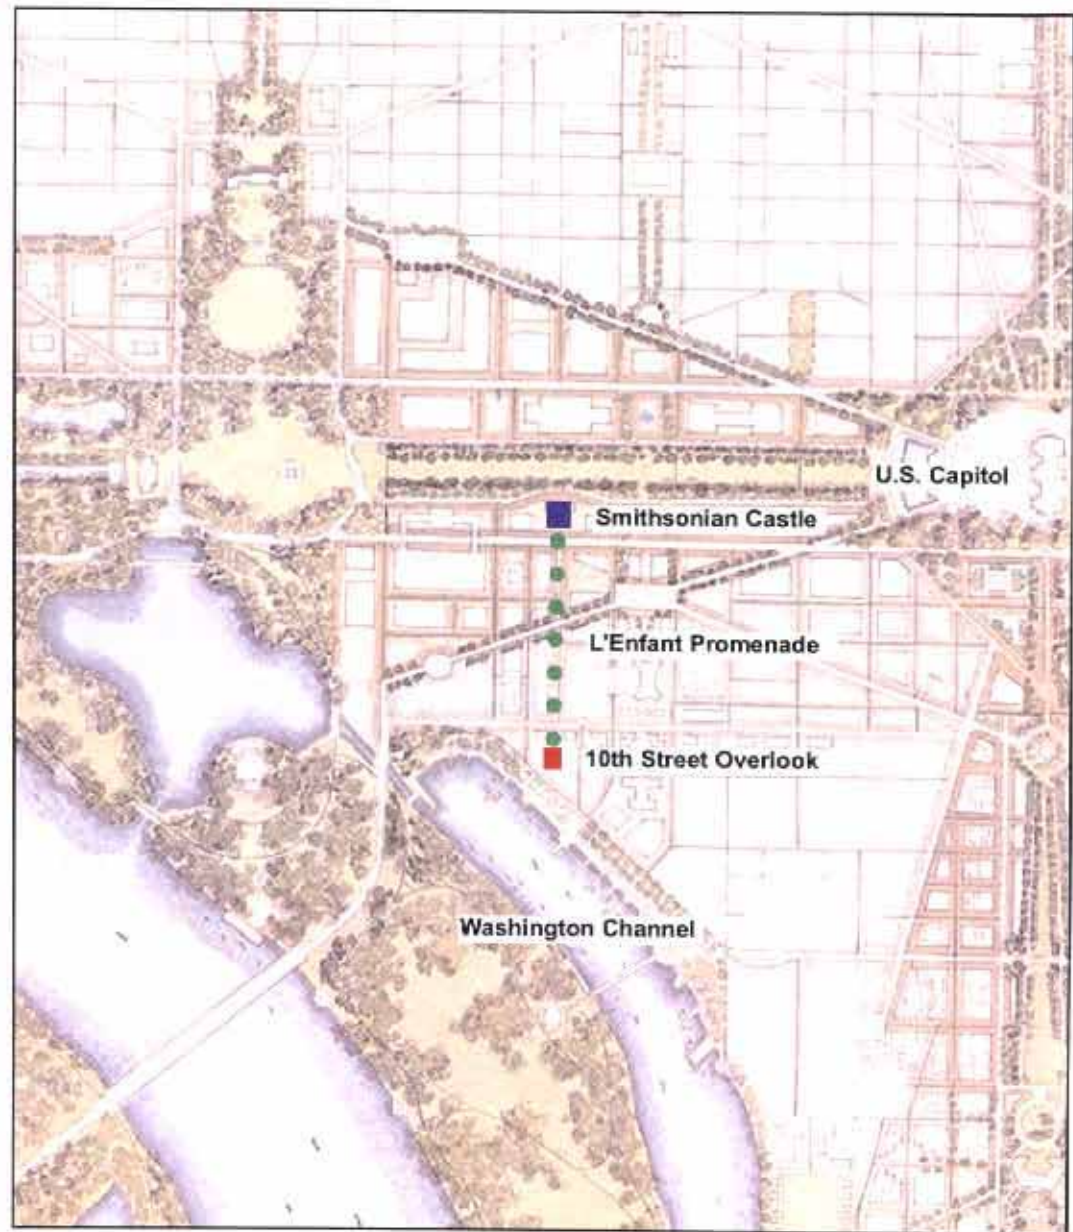 U.S. Capitol
Smithsonian Castle
L'Enfant Promenade
10th Street Overlook
Washington Channel